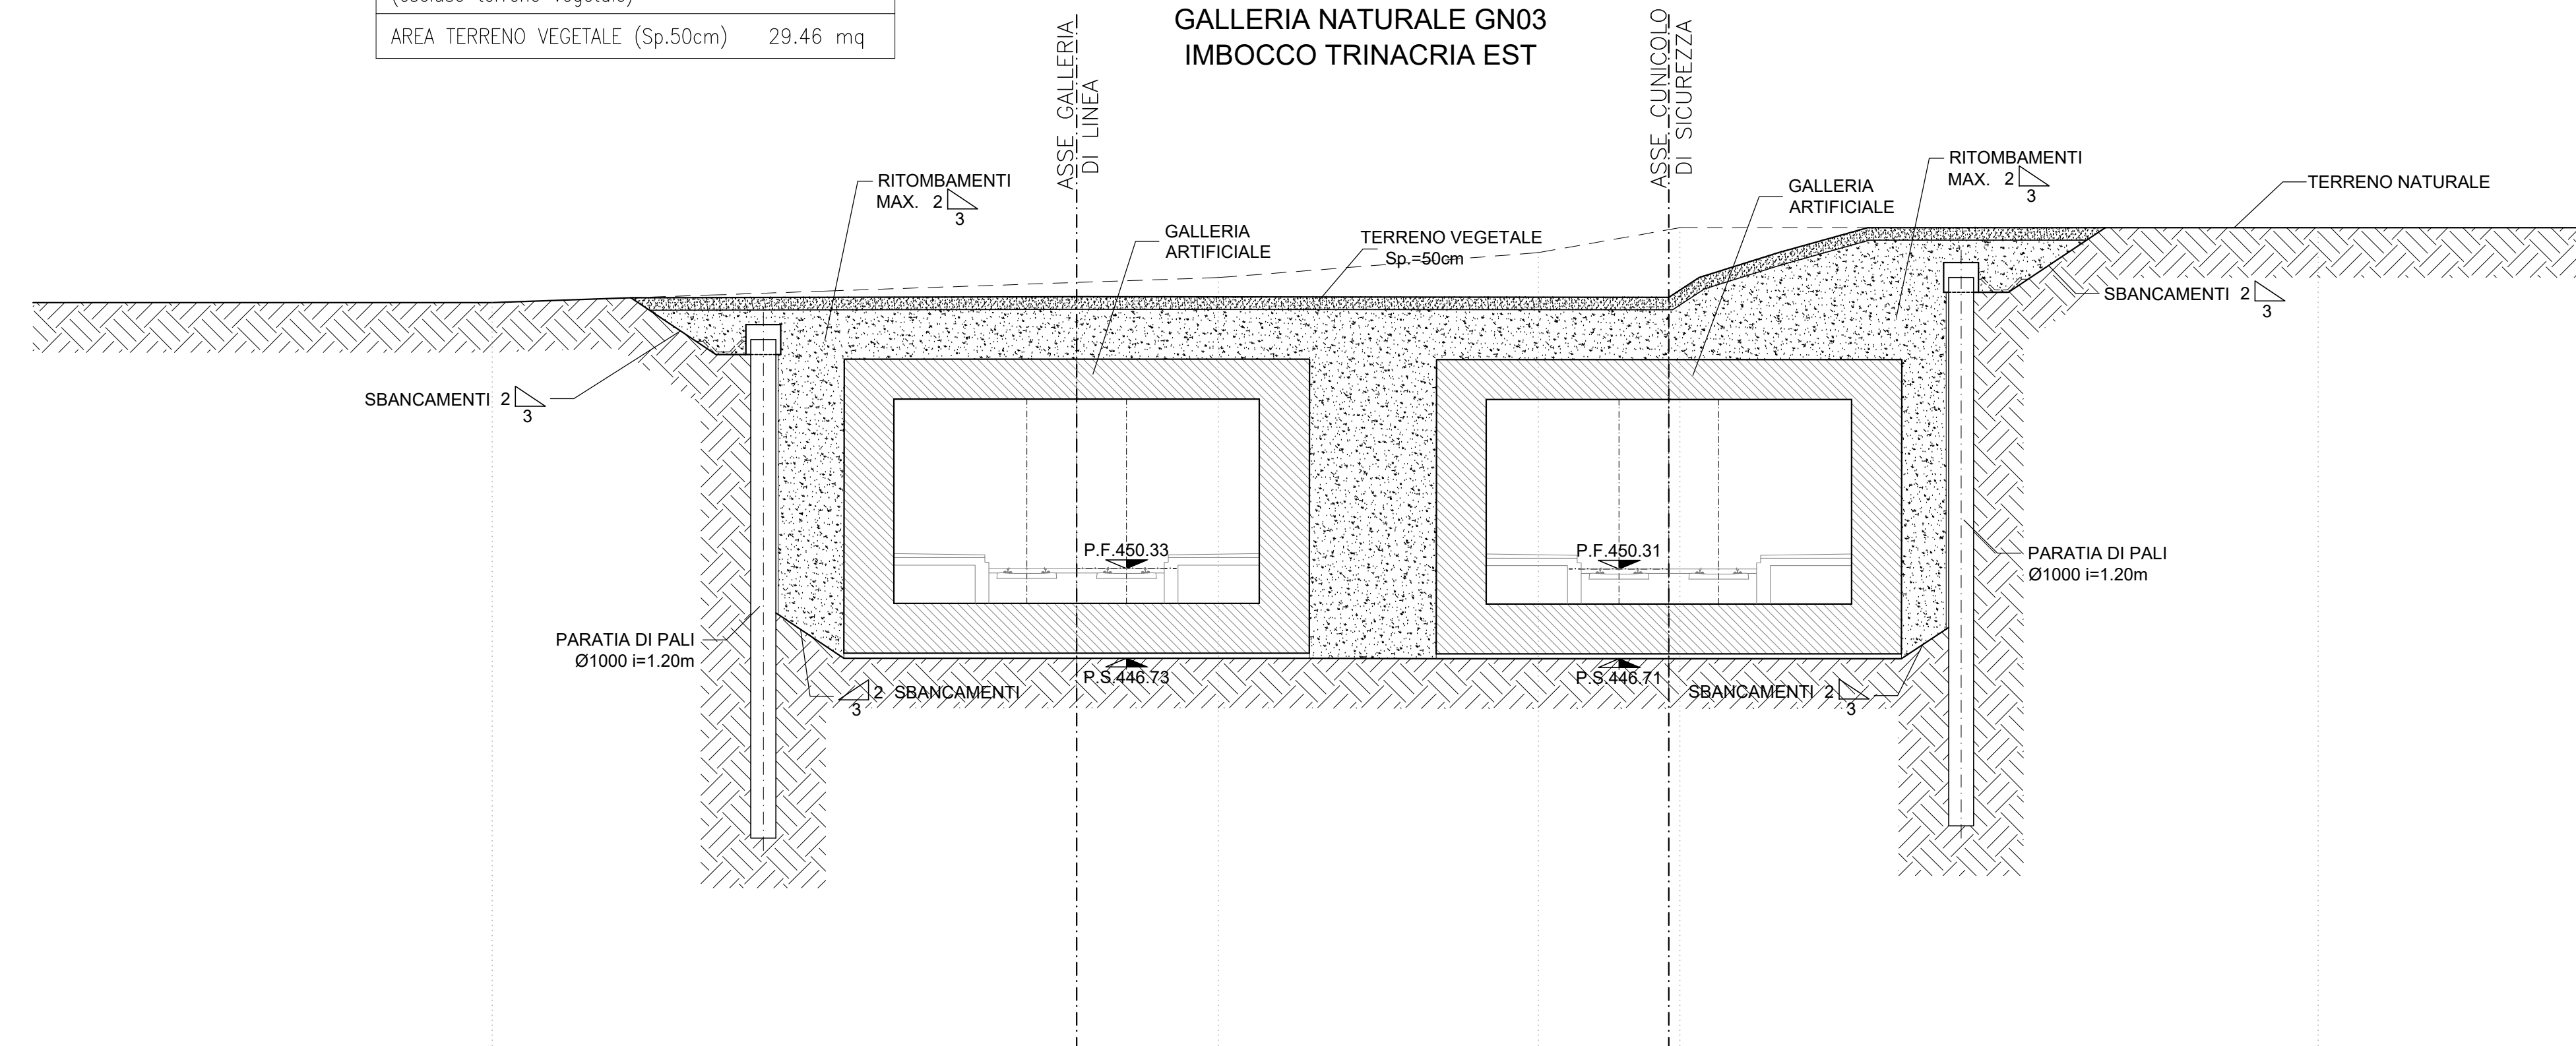 (escluso terreno vegetale)
AREA TERRENO VEGETALE (Sp.50cm) 29.46 mq
GALLERIA NATURALE GN03
IMBOCCO TRINACRIA EST
ASSE GALLERIA
DI LINEA
ASSE CUNICOLO
DI SICUREZZA
RITOMBAMENTI
MAX. 2
3
GALLERIA
ARTIFICIALE
TERRENO VEGETALE
Sp.=50cm
GALLERIA
ARTIFICIALE
RITOMBAMENTI
MAX. 2
3
TERRENO NATURALE
SBANCAMENTI 2
3
SBANCAMENTI 2
3
P.F.450.33
P.F.450.31
PARATIA DI PALI
Ø1000 i=1.20m
PARATIA DI PALI
Ø1000 i=1.20m
P.S.446.73
P.S.446.71
2 SBANCAMENTI
3
SBANCAMENTI 2
3